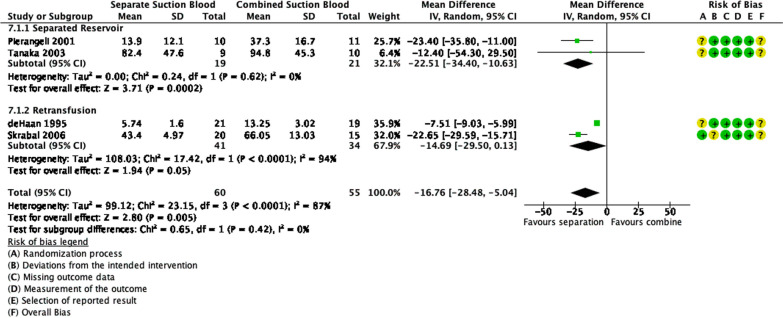 Separate Suction Blood Combined Suction Blood Mean Difference Mean Difference Risk of Bias
Study or Subgroup Mean SD Total Mean SD Total Weight IV, Random, 95% CI IV, Random, 95% CI A B C D E F
7.1.1 Separated Reservoir
Pierangeli 2001 13.9 12.1 10 37.3 16.7 11 25.7% -23.40 [-35.80, -11.00] ? + + + + ?
Tanaka 2003 82.4 47.6 9 94.8 45.3 10 6.4% -12.40 [-54.30, 29.50] ? + + + + ?
Subtotal (95% CI) 19 21 32.1% -22.51 [-34.40, -10.63]
Heterogeneity: Tau² = 0.00; Chi² = 0.24, df = 1 (P = 0.62); I² = 0%
Test for overall effect: Z = 3.71 (P = 0.0002)
7.1.2 Retransfusion
deHaan 1995 5.74 1.6 21 13.25 3.02 19 35.9% -7.51 [-9.03, -5.99] ? + + + + ?
Skrabal 2006 43.4 4.97 20 66.05 13.03 15 32.0% -22.65 [-29.59, -15.71] + ? + + + ?
Subtotal (95% CI) 41 34 67.9% -14.69 [-29.50, 0.13]
Heterogeneity: Tau² = 108.03; Chi² = 17.42, df = 1 (P < 0.0001); I² = 94%
Test for overall effect: Z = 1.94 (P = 0.05)
Total (95% CI) 60 55 100.0% -16.76 [-28.48, -5.04]
Heterogeneity: Tau² = 99.12; Chi² = 23.15, df = 3 (P < 0.0001); I² = 87%
Test for overall effect: Z = 2.80 (P = 0.005)
Test for subgroup differences: Chi² = 0.65, df = 1 (P = 0.42), I² = 0%
-50 -25 0 25 50
Favours separation Favours combine
Risk of bias legend
(A) Randomization process
(B) Deviations from the intended intervention
(C) Missing outcome data
(D) Measurement of the outcome
(E) Selection of reported result
(F) Overall Bias